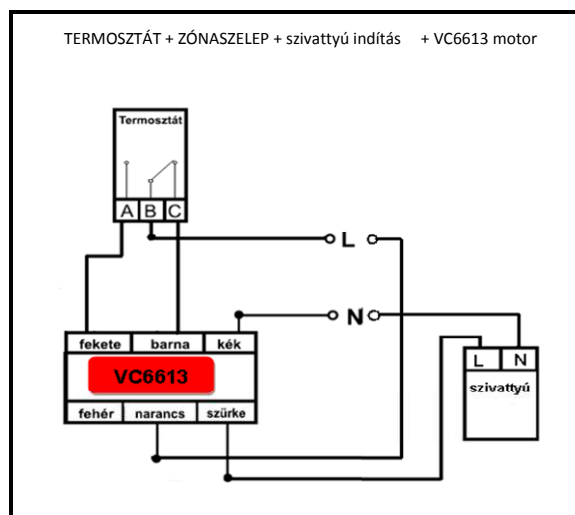 TERMOSZTÁT + ZÓNASZELEP + szivattyú indítás + VC6613 motor
Termosztát
A B C
L
N
fekete barna kék
VC6613
fehér narancs szürke
L N
szivattyú